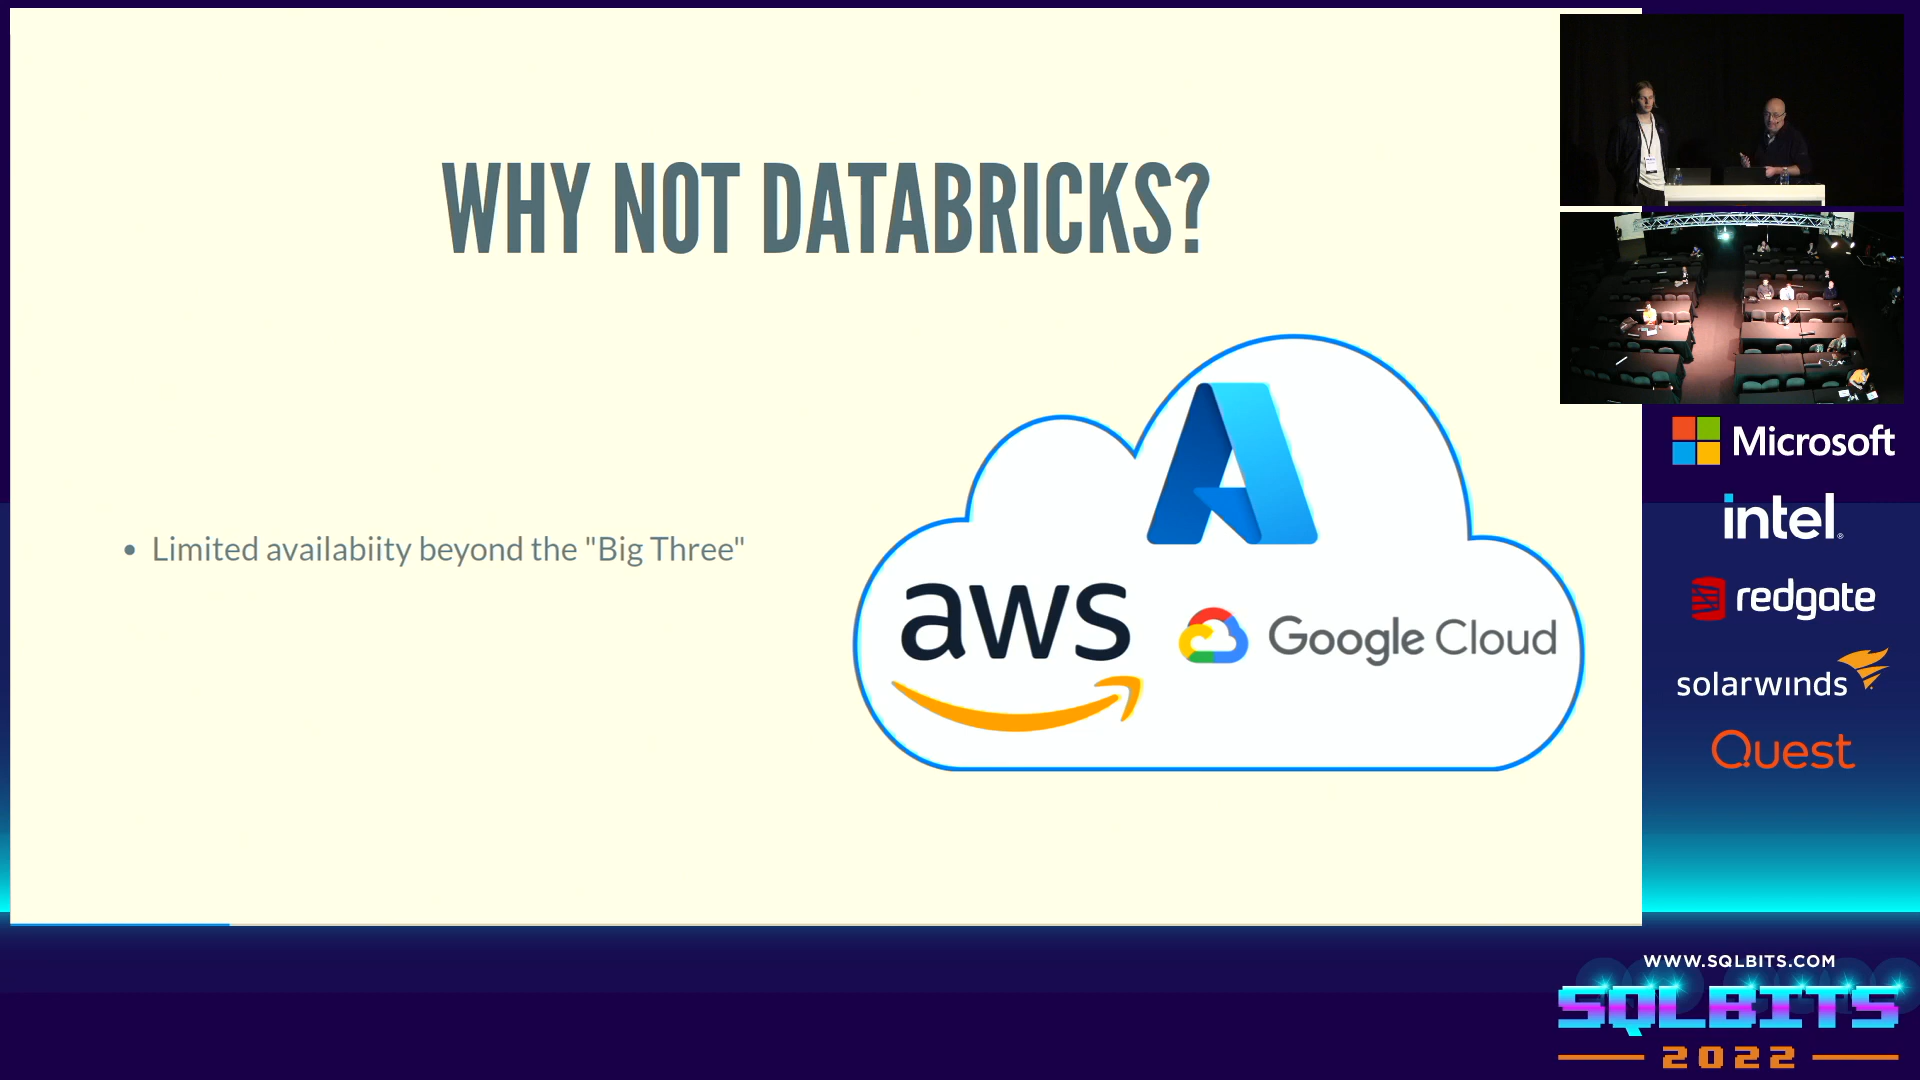 WHY NOT DATABRICKS?
Limited availabiity beyond the "Big Three"
aws
Google Cloud
Microsoft
intel.
redgate
solarwinds
Quest
WWW.SQLBITS.COM
SQLBITS
2022